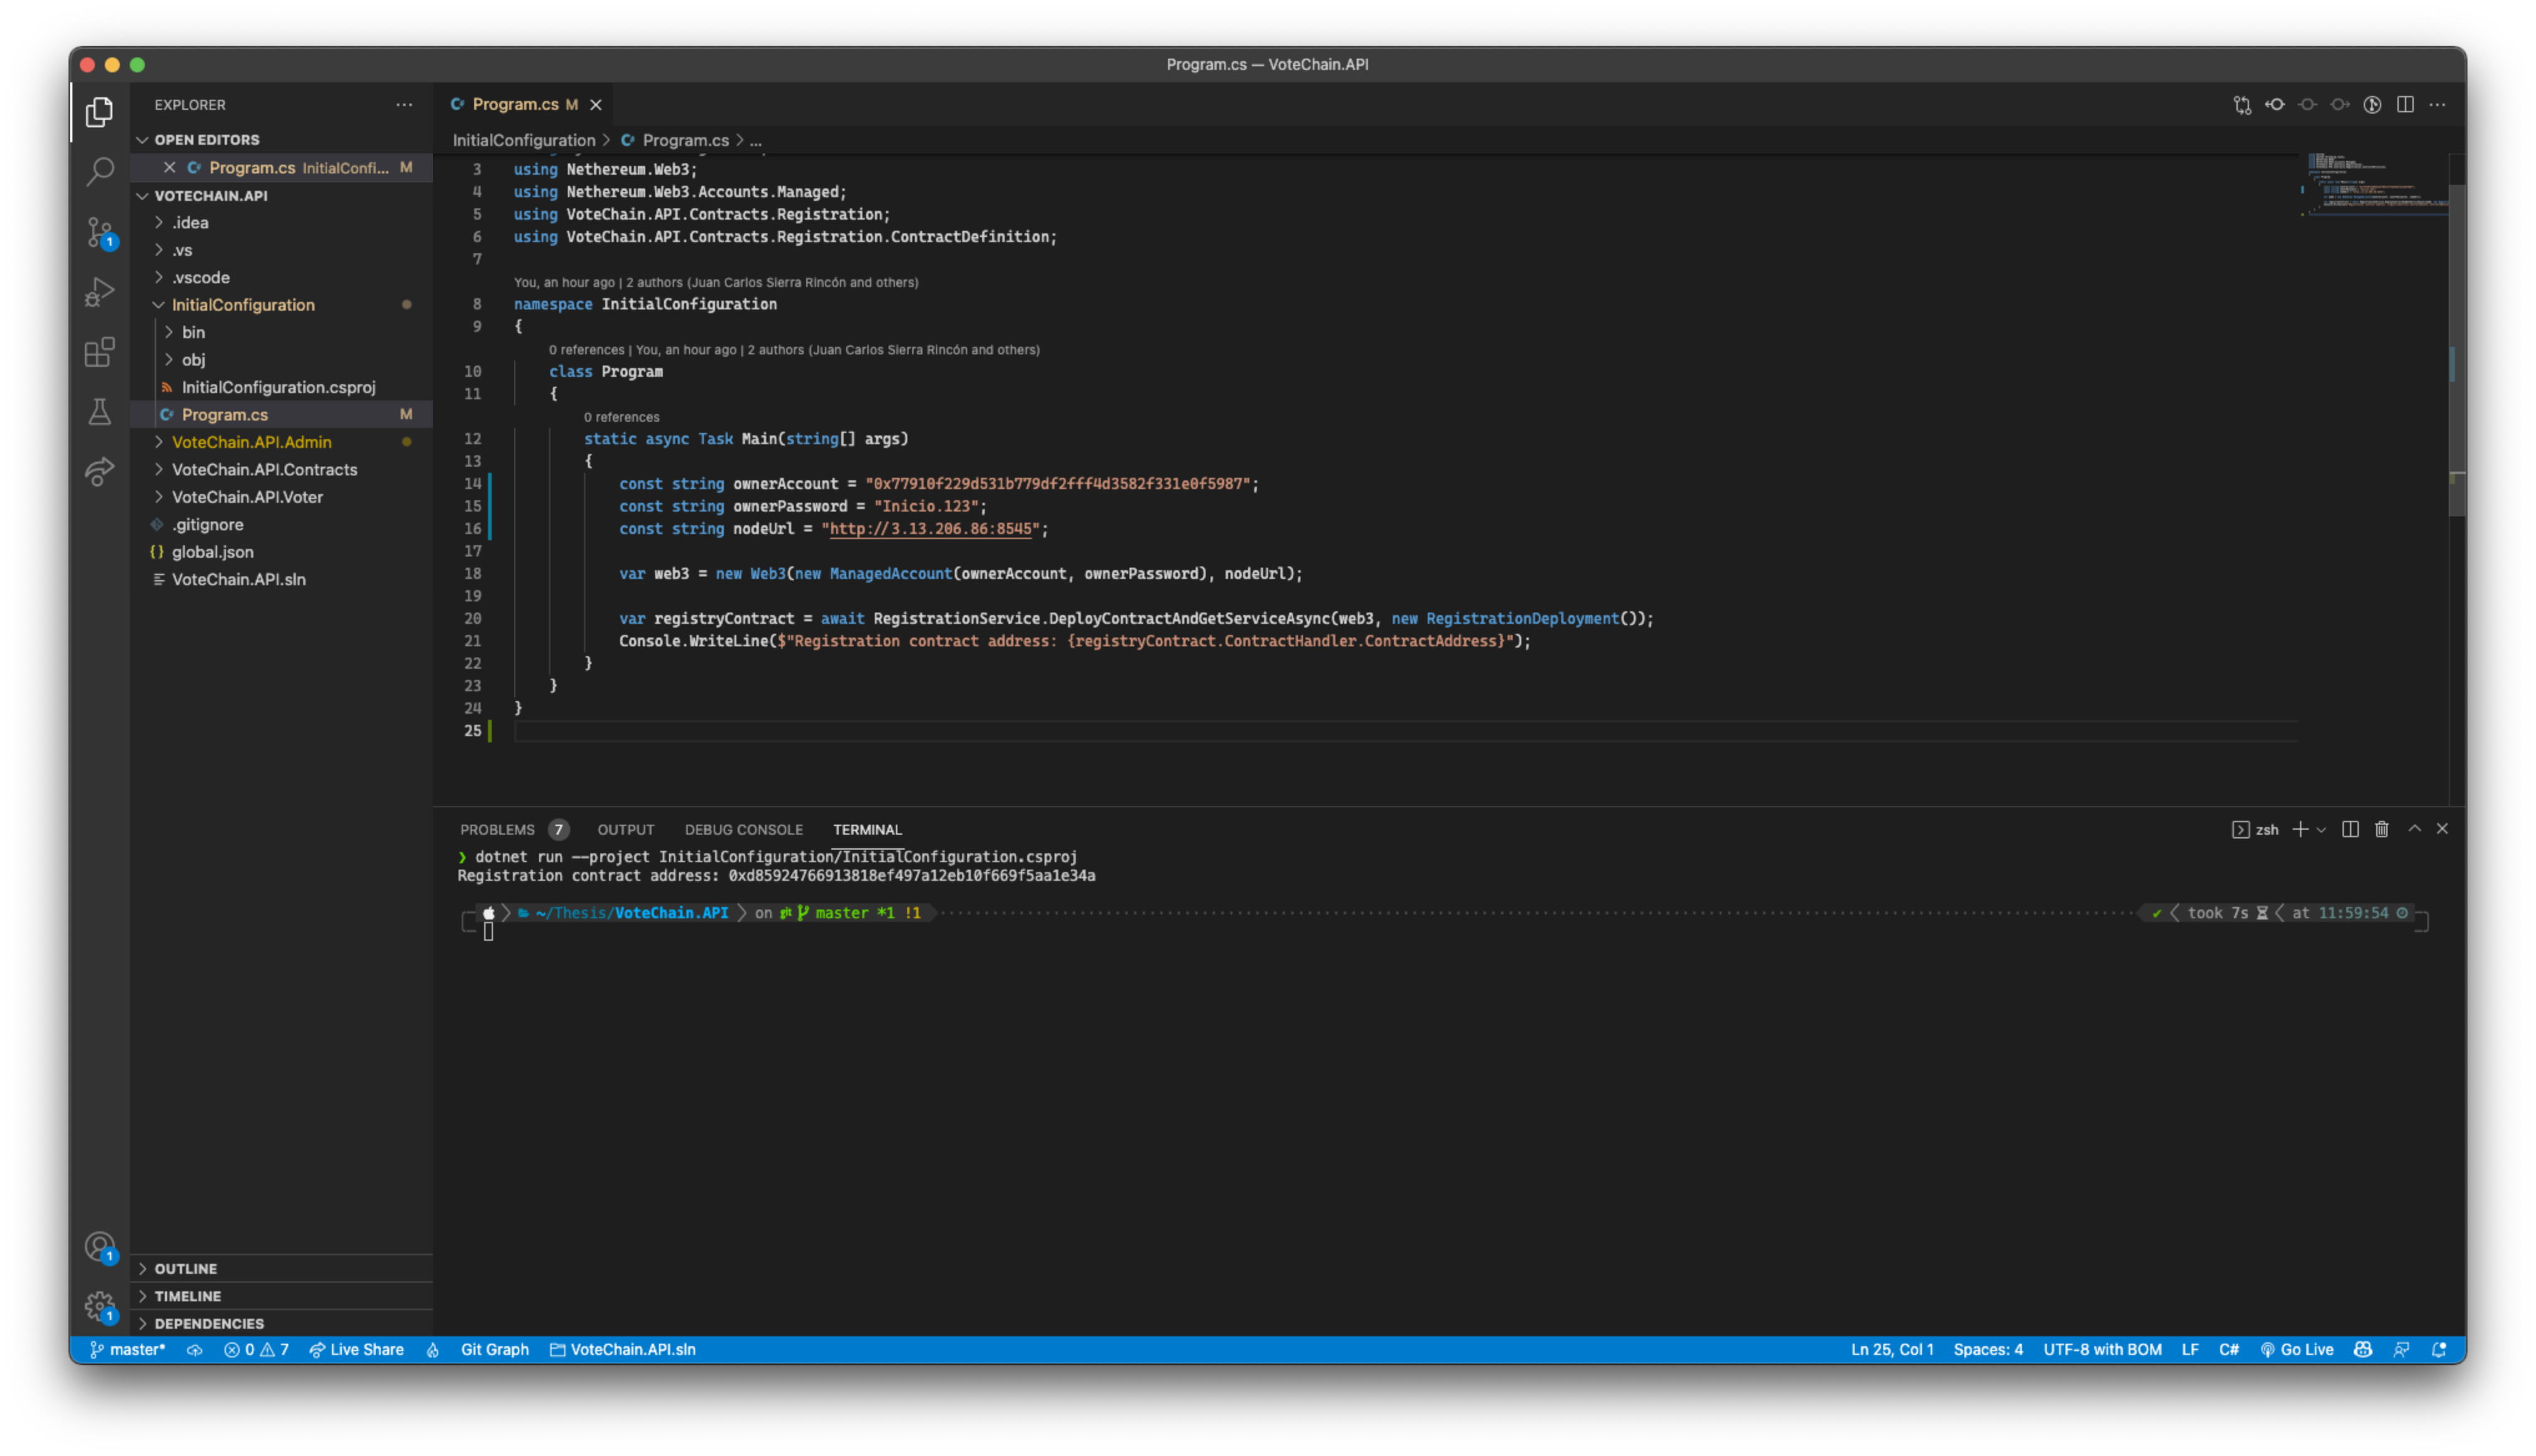 Program.cs — VoteChain.API
EXPLORER
OPEN EDITORS
Program.cs InitialConfi... M
VOTECHAIN.API
.idea
.vs
.vscode
InitialConfiguration
bin
obj
InitialConfiguration.csproj
Program.cs M
VoteChain.API.Admin
VoteChain.API.Contracts
VoteChain.API.Voter
.gitignore
{} global.json
VoteChain.API.sln
OUTLINE
TIMELINE
DEPENDENCIES
Program.cs M
InitialConfiguration > Program.cs > ...
3 using Nethereum.Web3;
4 using Nethereum.Web3.Accounts.Managed;
5 using VoteChain.API.Contracts.Registration;
6 using VoteChain.API.Contracts.Registration.ContractDefinition;
7
You, an hour ago | 2 authors (Juan Carlos Sierra Rincón and others)
8 namespace InitialConfiguration
9 {
0 references | You, an hour ago | 2 authors (Juan Carlos Sierra Rincón and others)
10 class Program
11 {
0 references
12 static async Task Main(string[] args)
13 {
14 const string ownerAccount = "0x77910f229d531b779df2fff4d3582f331e0f5987";
15 const string ownerPassword = "Inicio.123";
16 const string nodeUrl = "http://3.13.206.86:8545";
17
18 var web3 = new Web3(new ManagedAccount(ownerAccount, ownerPassword), nodeUrl);
19
20 var registryContract = await RegistrationService.DeployContractAndGetServiceAsync(web3, new RegistrationDeployment());
21 Console.WriteLine($"Registration contract address: {registryContract.ContractHandler.ContractAddress}");
22 }
23 }
24 }
25
PROBLEMS 7 OUTPUT DEBUG CONSOLE TERMINAL zsh
❯ dotnet run --project InitialConfiguration/InitialConfiguration.csproj
Registration contract address: 0xd85924766913818ef497a12eb10f669f5aa1e34a
~/Thesis/VoteChain.API on git master *1 !1 took 7s at 11:59:54
1
1
1
master* 0 7 Live Share Git Graph VoteChain.API.sln Ln 25, Col 1 Spaces: 4 UTF-8 with BOM LF C# Go Live